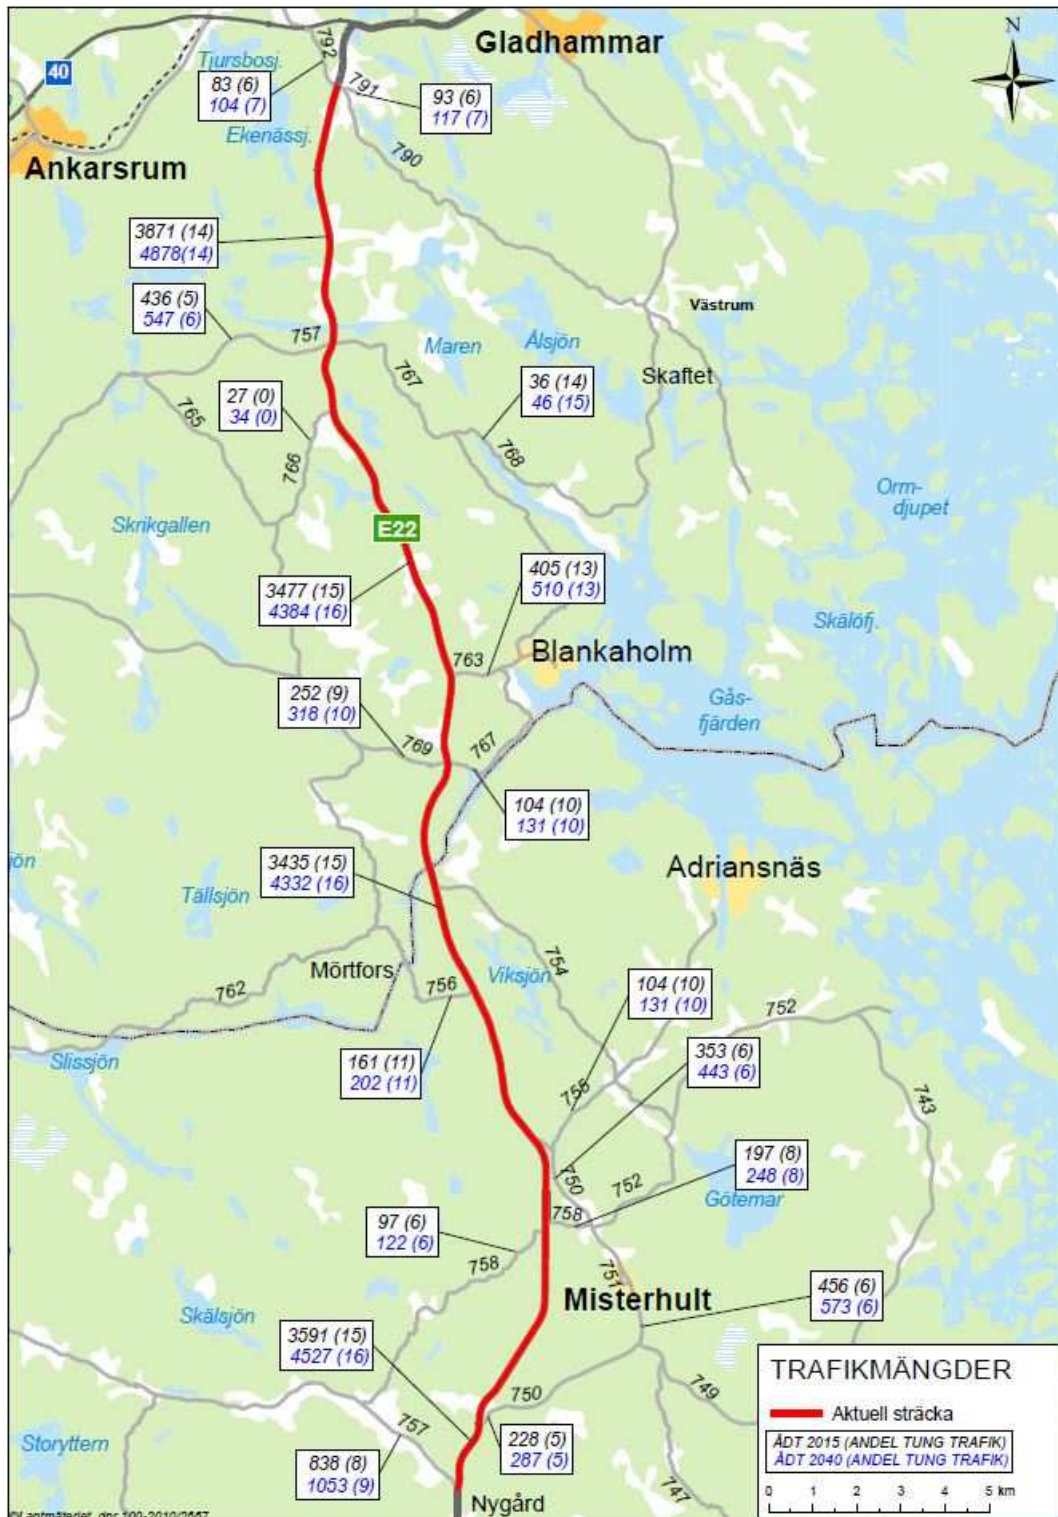 Gladhammar
N
792
Tjursbosj.
40
83 (6)
104 (7)
791
93 (6)
117 (7)
Ekenässj.
790
Ankarsrum
3871 (14)
4878(14)
436 (5)
547 (6)
757
Västrum
Maren
Älsjön
767
Skaftet
36 (14)
46 (15)
27 (0)
34 (0)
765
766
768
Orm-
djupet
Skrikgallen
E22
3477 (15)
4384 (16)
405 (13)
510 (13)
Skälöfj.
763
Blankaholm
252 (9)
318 (10)
Gås-
fjärden
769
767
104 (10)
131 (10)
3435 (15)
4332 (16)
Adriansnäs
jön
Tällsjön
Mörtfors
Viksjön
754
756
762
104 (10)
131 (10)
752
Slissjön
161 (11)
202 (11)
353 (6)
443 (6)
743
197 (8)
248 (8)
750
752
Götemar
97 (6)
122 (6)
758
758
751
Misterhult
456 (6)
573 (6)
Skälsjön
3591 (15)
4527 (16)
TRAFIKMÄNGDER
750
749
Aktuell sträcka
757
Storyttern
228 (5)
287 (5)
ÅDT 2015 (ANDEL TUNG TRAFIK)
ÅDT 2040 (ANDEL TUNG TRAFIK)
838 (8)
1053 (9)
747
0 1 2 3 4 5 km
Nygård
©Lantmäteriet, dnr 100-2010/2667